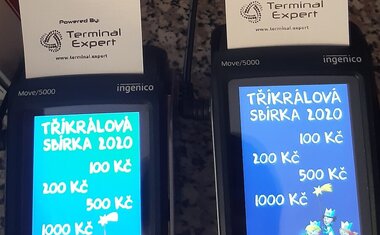 Powered By:
Terminal
Expert
www.terminal.expert
Move/5000
ingenico
TŘÍKRÁLOVÁ
SBÍRKA 2020
100 Kč
200 Kč
500 Kč
1000 Kč
Terminal
Expert
www.terminal.expert
Move/5000
ingenico
TŘÍKRÁLOVÁ
SBÍRKA 2020
100 Kč
200 Kč
500 Kč
1000 Kč